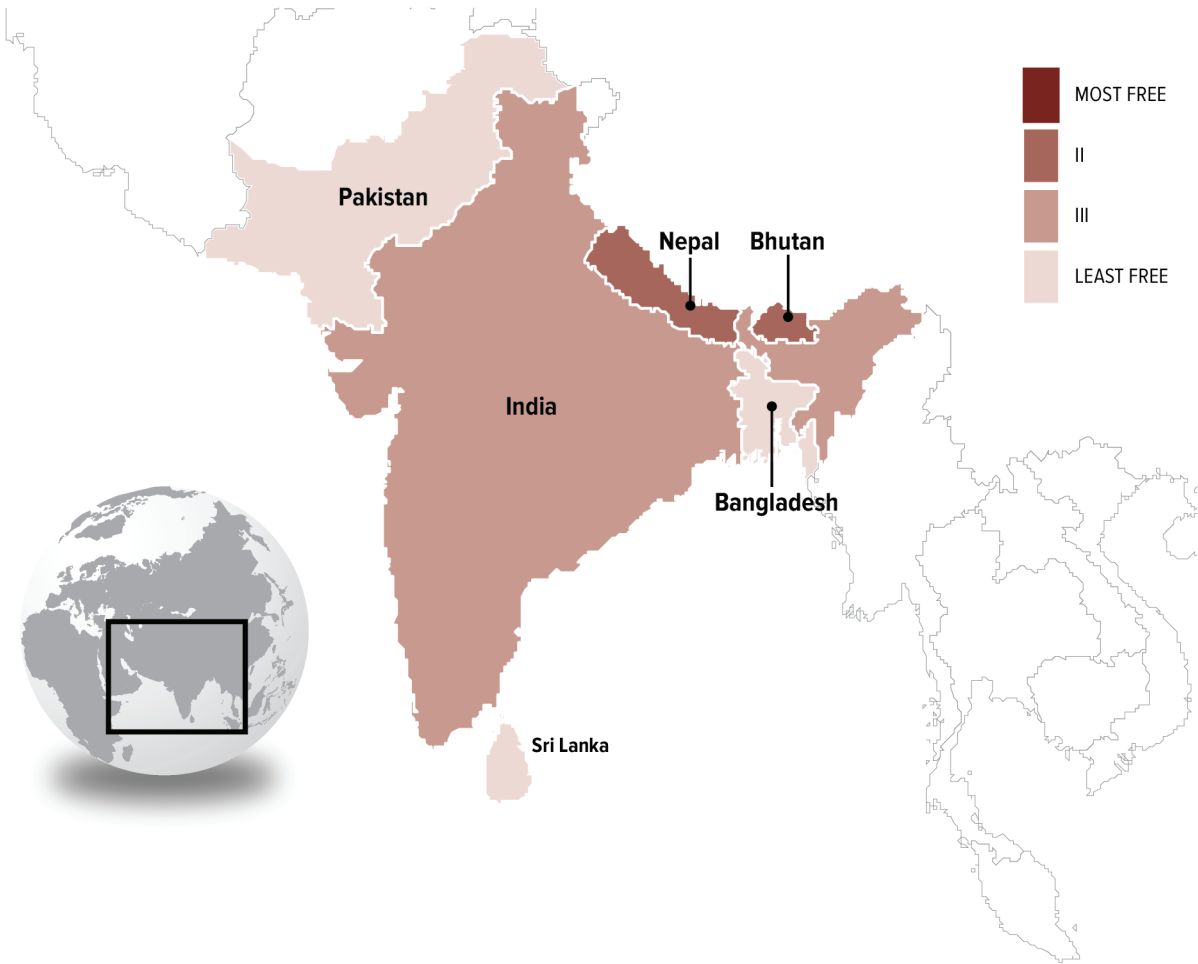 MOST FREE
II
III
LEAST FREE
Pakistan
Nepal
Bhutan
India
Bangladesh
Sri Lanka